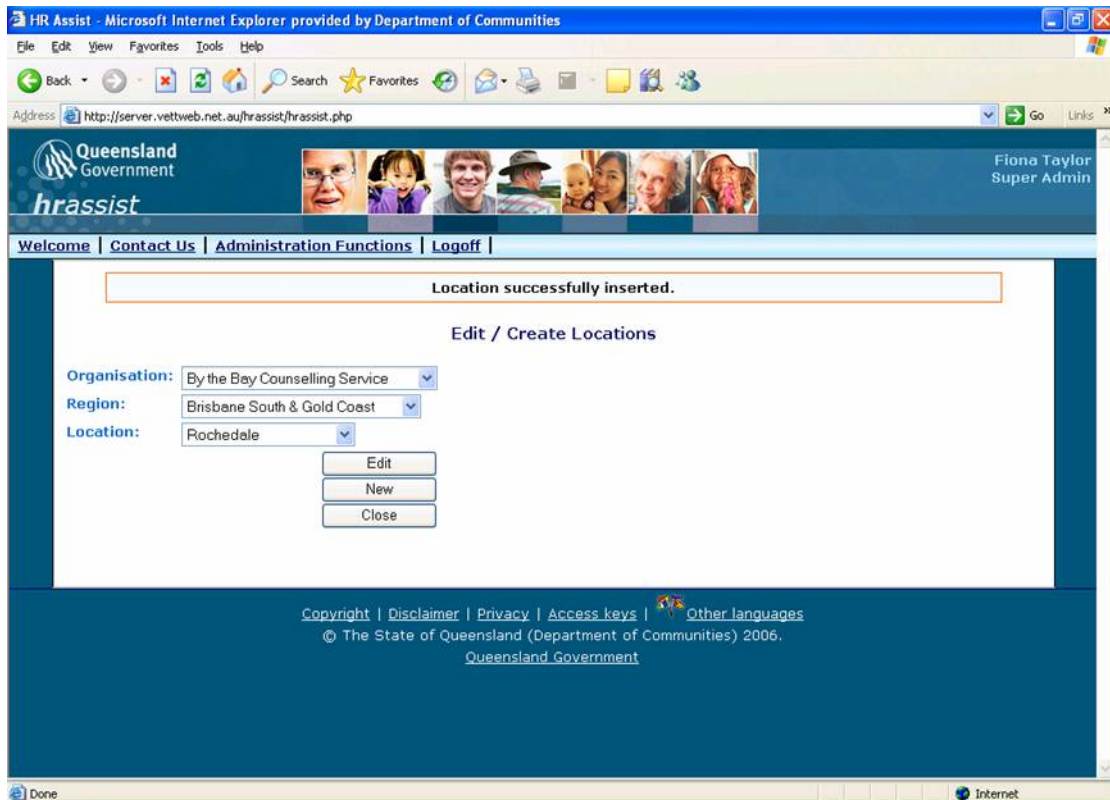 HR Assist - Microsoft Internet Explorer provided by Department of Communities
File Edit View Favorites Tools Help
Back Search Favorites
Address http://server.vettweb.net.au/hrassist/hrassist.php Go Links »
Queensland
Government
hrassist
Fiona Taylor
Super Admin
Welcome | Contact Us | Administration Functions | Logoff |
Location successfully inserted.
Edit / Create Locations
Organisation: By the Bay Counselling Service
Region: Brisbane South & Gold Coast
Location: Rochedale
Edit
New
Close
Copyright | Disclaimer | Privacy | Access keys | Other languages
© The State of Queensland (Department of Communities) 2006.
Queensland Government
Done Internet